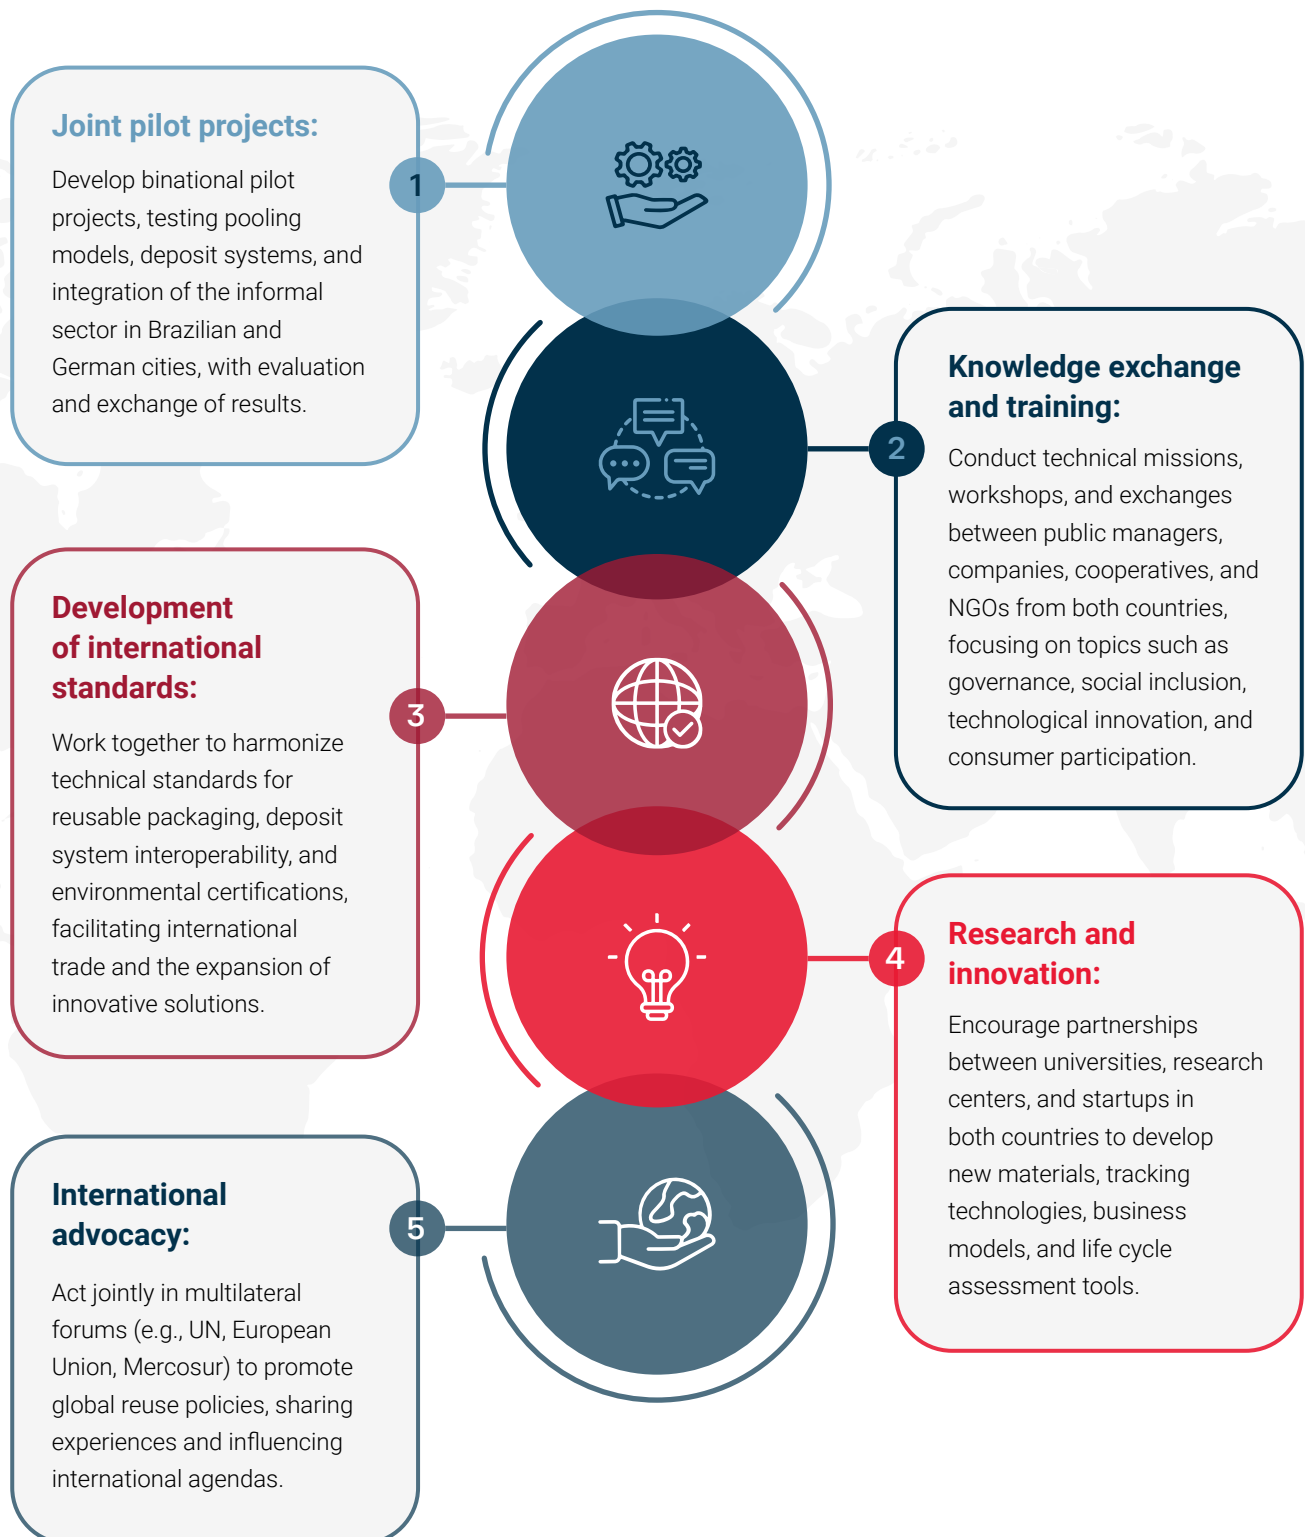 Joint pilot projects:
Develop binational pilot
projects, testing pooling
models, deposit systems, and
integration of the informal
sector in Brazilian and
German cities, with evaluation
and exchange of results.
1
2
Knowledge exchange
and training:
Conduct technical missions,
workshops, and exchanges
between public managers,
companies, cooperatives, and
NGOs from both countries,
focusing on topics such as
governance, social inclusion,
technological innovation, and
consumer participation.
Development
of international
standards:
Work together to harmonize
technical standards for
reusable packaging, deposit
system interoperability, and
environmental certifications,
facilitating international
trade and the expansion of
innovative solutions.
3
4
Research and
innovation:
Encourage partnerships
between universities, research
centers, and startups in
both countries to develop
new materials, tracking
technologies, business
models, and life cycle
assessment tools.
International
advocacy:
Act jointly in multilateral
forums (e.g., UN, European
Union, Mercosur) to promote
global reuse policies, sharing
experiences and influencing
international agendas.
5